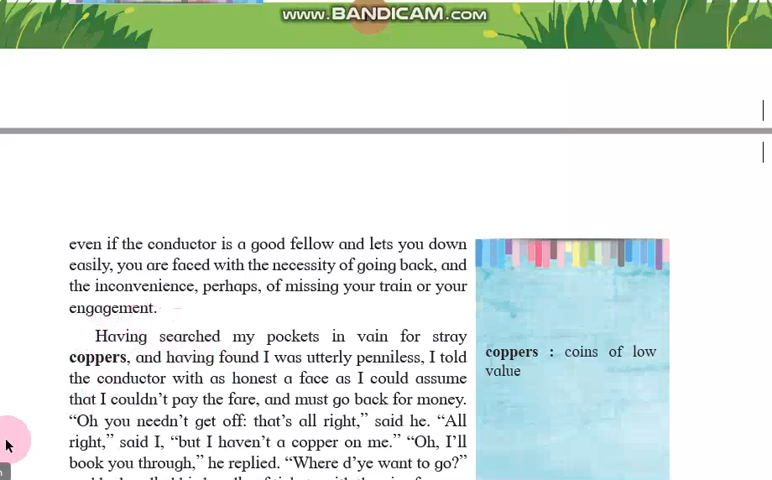 www.BANDICAM.com
even if the conductor is a good fellow and lets you down
easily, you are faced with the necessity of going back, and
the inconvenience, perhaps, of missing your train or your
engagement.
Having searched my pockets in vain for stray
coppers, and having found I was utterly penniless, I told
the conductor with as honest a face as I could assume
that I couldn't pay the fare, and must go back for money.
“Oh you needn't get off: that's all right,” said he. “All
right,” said I, “but I haven't a copper on me.” “Oh, I'll
book you through,” he replied. “Where d'ye want to go?”
coppers : coins of low
value